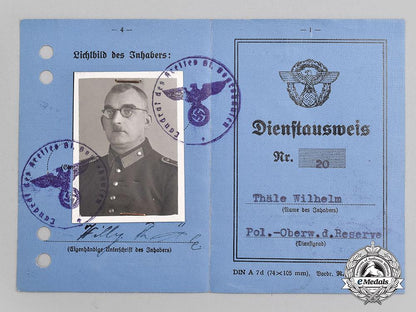 - 4 -
Lichtbild des Inhabers:
(Eigenhändige Unterschrift des Inhabers)
- 1 -
Dienstausweis
Nr. 20
Thäle Wilhelm
(Name des Inhabers)
Pol.-Oberw.d.Reserve
(Dienstgrad)
DIN A 7d (74×105 mm).
eMedals